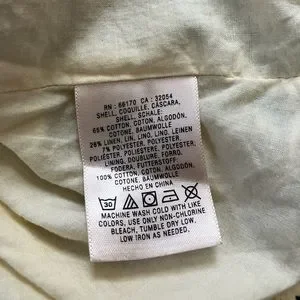 RN : 66170 CA : 32054
SHELL, COQUILLE, CÁSCARA,
SHELL, SCHALE:
65% COTTON, COTON, ALGODÓN,
COTONE, BAUMWOLLE
28% LINEN, LIN, LINO, LINO, LEINEN
7% POLYESTER, POLYESTER,
POLIÉSTER, POLIESTERE, POLYESTER
LINING, DOUBLURE, FORRO,
FODERA, FUTTERSTOFF:
100% COTTON, COTON, ALGODÓN,
COTONE, BAUMWOLLE
HECHO EN CHINA
30
MACHINE WASH COLD WITH LIKE
COLORS, USE ONLY NON-CHLORINE
BLEACH, TUMBLE DRY LOW,
LOW IRON AS NEEDED.